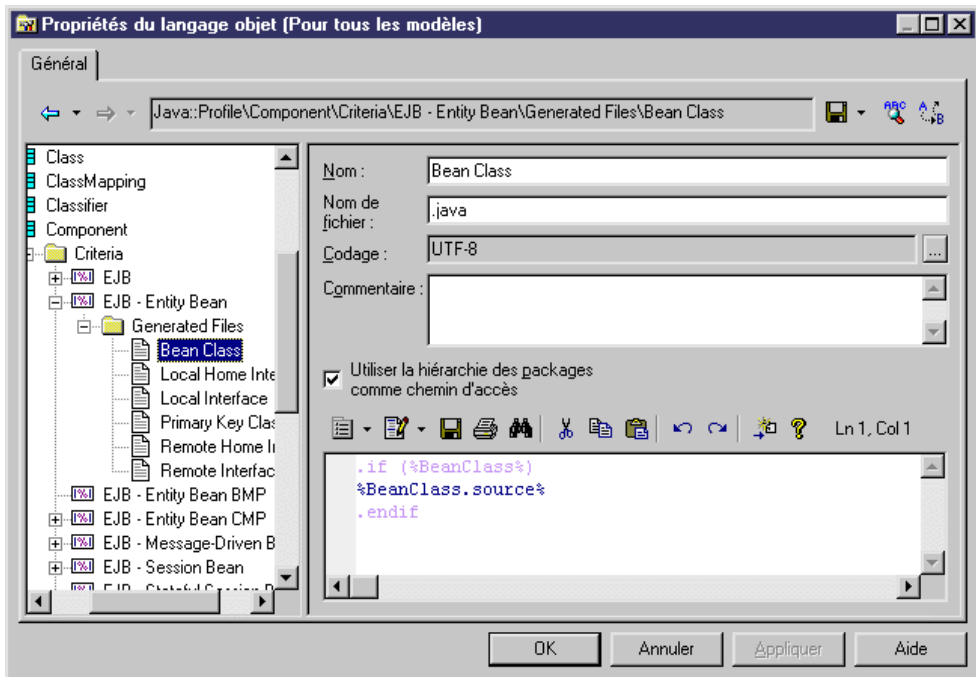 Propriétés du langage objet (Pour tous les modèles)
Général
Java::Profile\Component\Criteria\EJB - Entity Bean\Generated Files\Bean Class
Class
ClassMapping
Classifier
Component
Criteria
EJB
EJB - Entity Bean
Generated Files
Bean Class
Local Home Inte
Local Interface
Primary Key Clas
Remote Home I
Remote Interfac
EJB - Entity Bean BMP
EJB - Entity Bean CMP
EJB - Message-Driven B
EJB - Session Bean
Nom :
Bean Class
Nom de
fichier :
.java
Codage :
UTF-8
...
Commentaire :
Utiliser la hiérarchie des packages
comme chemin d'accès
Ln 1, Col 1
.if (%BeanClass%)
%BeanClass.source%
.endif
OK
Annuler
Appliquer
Aide